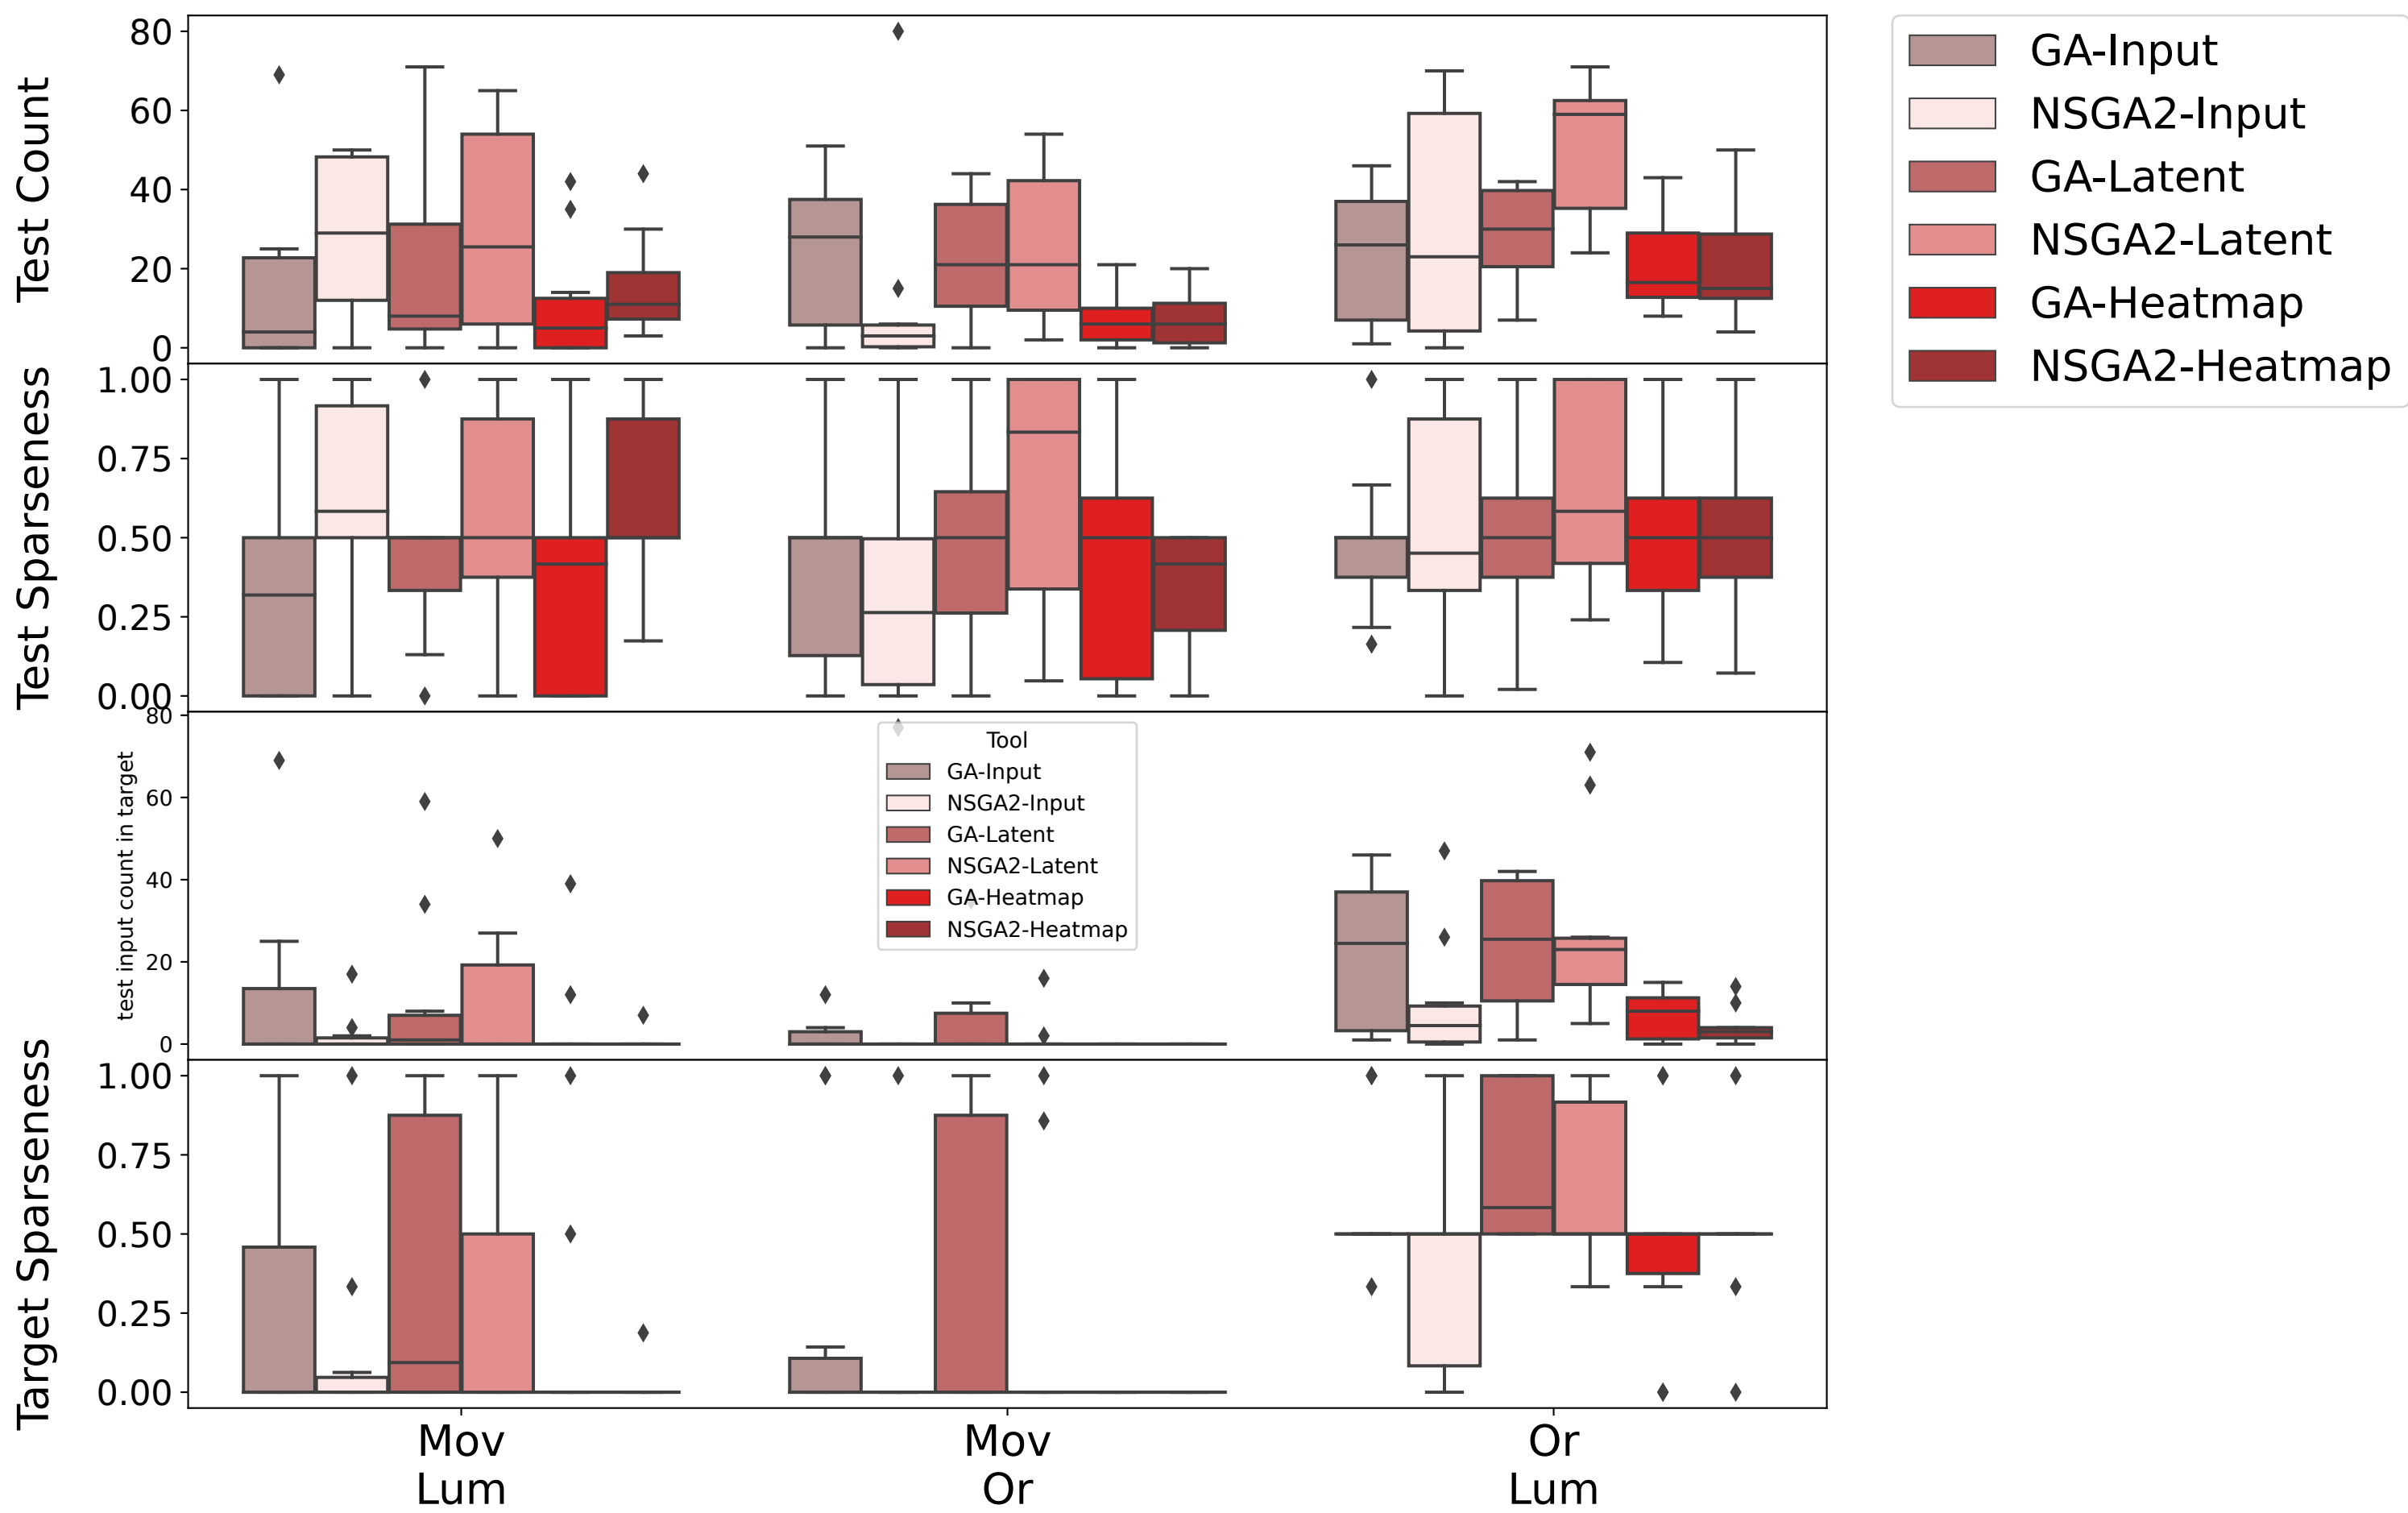 Test Count
80
60
40
20
0
GA-Input
NSGA2-Input
GA-Latent
NSGA2-Latent
GA-Heatmap
NSGA2-Heatmap
Test Sparseness
1.00
0.75
0.50
0.25
0.00
test input count in target
80
60
40
20
0
Tool
GA-Input
NSGA2-Input
GA-Latent
NSGA2-Latent
GA-Heatmap
NSGA2-Heatmap
Target Sparseness
1.00
0.75
0.50
0.25
0.00
Mov
Lum
Mov
Or
Or
Lum